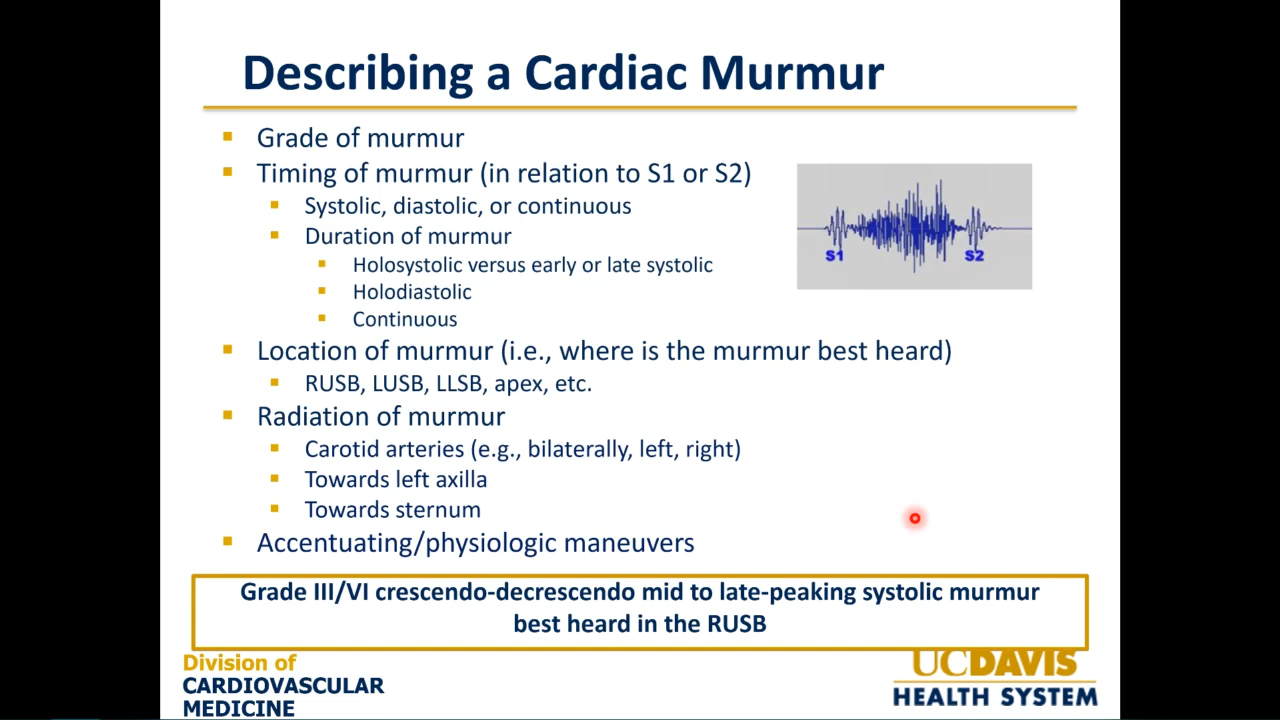 Describing a Cardiac Murmur
Grade of murmur
Timing of murmur (in relation to S1 or S2)
Systolic, diastolic, or continuous
Duration of murmur
Holosystolic versus early or late systolic
Holodiastolic
Continuous
S1
S2
Location of murmur (i.e., where is the murmur best heard)
RUSB, LUSB, LLSB, apex, etc.
Radiation of murmur
Carotid arteries (e.g., bilaterally, left, right)
Towards left axilla
Towards sternum
Accentuating/physiologic maneuvers
Grade III/VI crescendo-decrescendo mid to late-peaking systolic murmur
best heard in the RUSB
Division of
CARDIOVASCULAR
MEDICINE
UCDAVIS
HEALTH SYSTEM